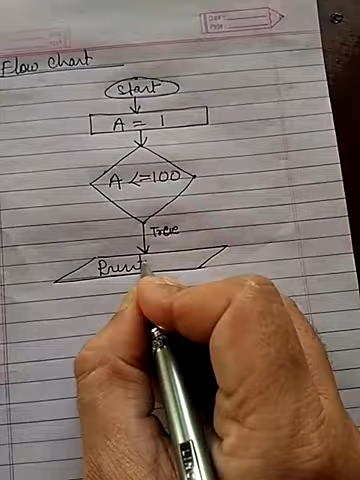 Flow chart
Start
A = 1
A <= 100
True
Print